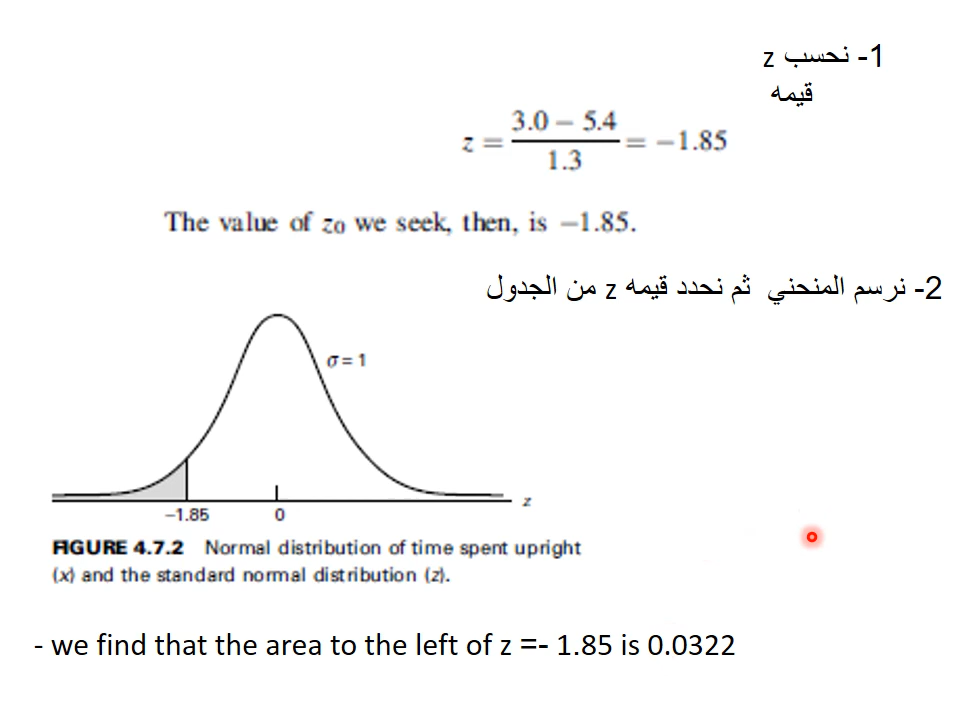 1- نحسب z
قيمه
z = (3.0 − 5.4) / 1.3 = −1.85
The value of z₀ we seek, then, is −1.85.
2- نرسم المنحني ثم نحدد قيمه z من الجدول
σ = 1
z
−1.85 0
FIGURE 4.7.2 Normal distribution of time spent upright
(x) and the standard normal distribution (z).
- we find that the area to the left of z =- 1.85 is 0.0322